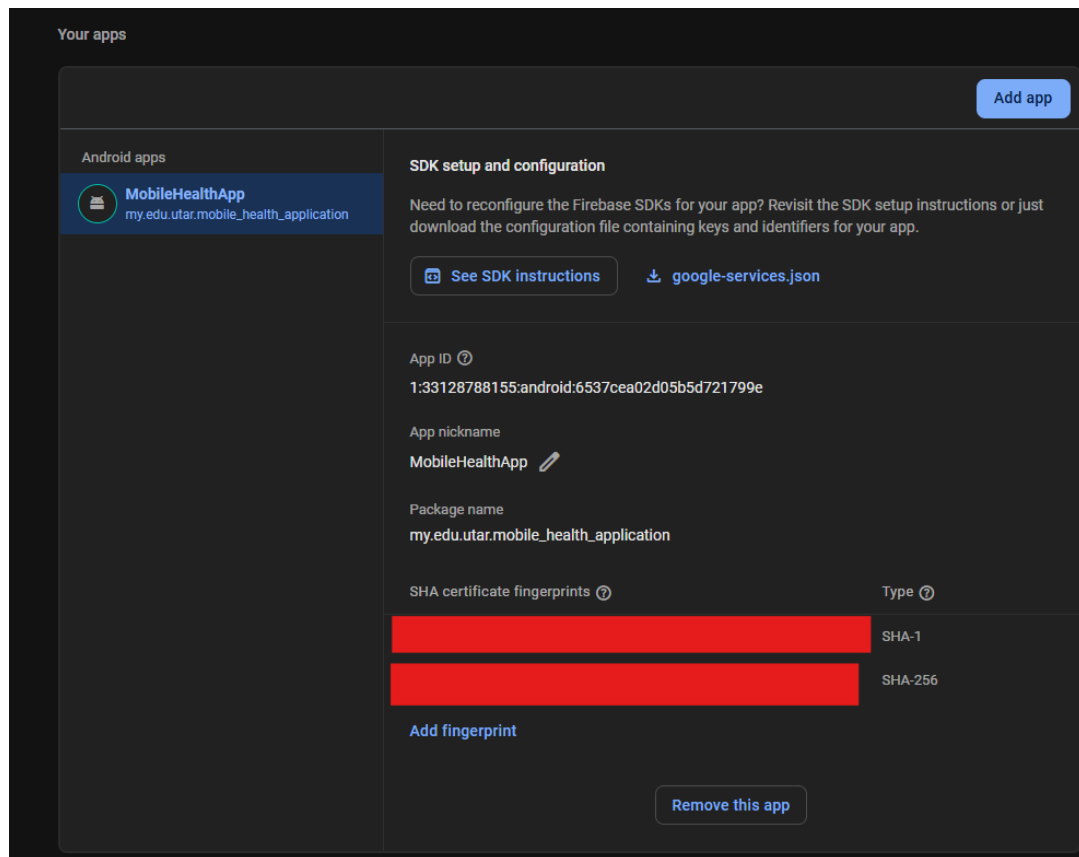 Your apps
Add app
Android apps
MobileHealthApp
my.edu.utar.mobile_health_application
SDK setup and configuration
Need to reconfigure the Firebase SDKs for your app? Revisit the SDK setup instructions or just
download the configuration file containing keys and identifiers for your app.
See SDK instructions
google-services.json
App ID
1:33128788155:android:6537cea02d05b5d721799e
App nickname
MobileHealthApp
Package name
my.edu.utar.mobile_health_application
SHA certificate fingerprints
Type
SHA-1
SHA-256
Add fingerprint
Remove this app